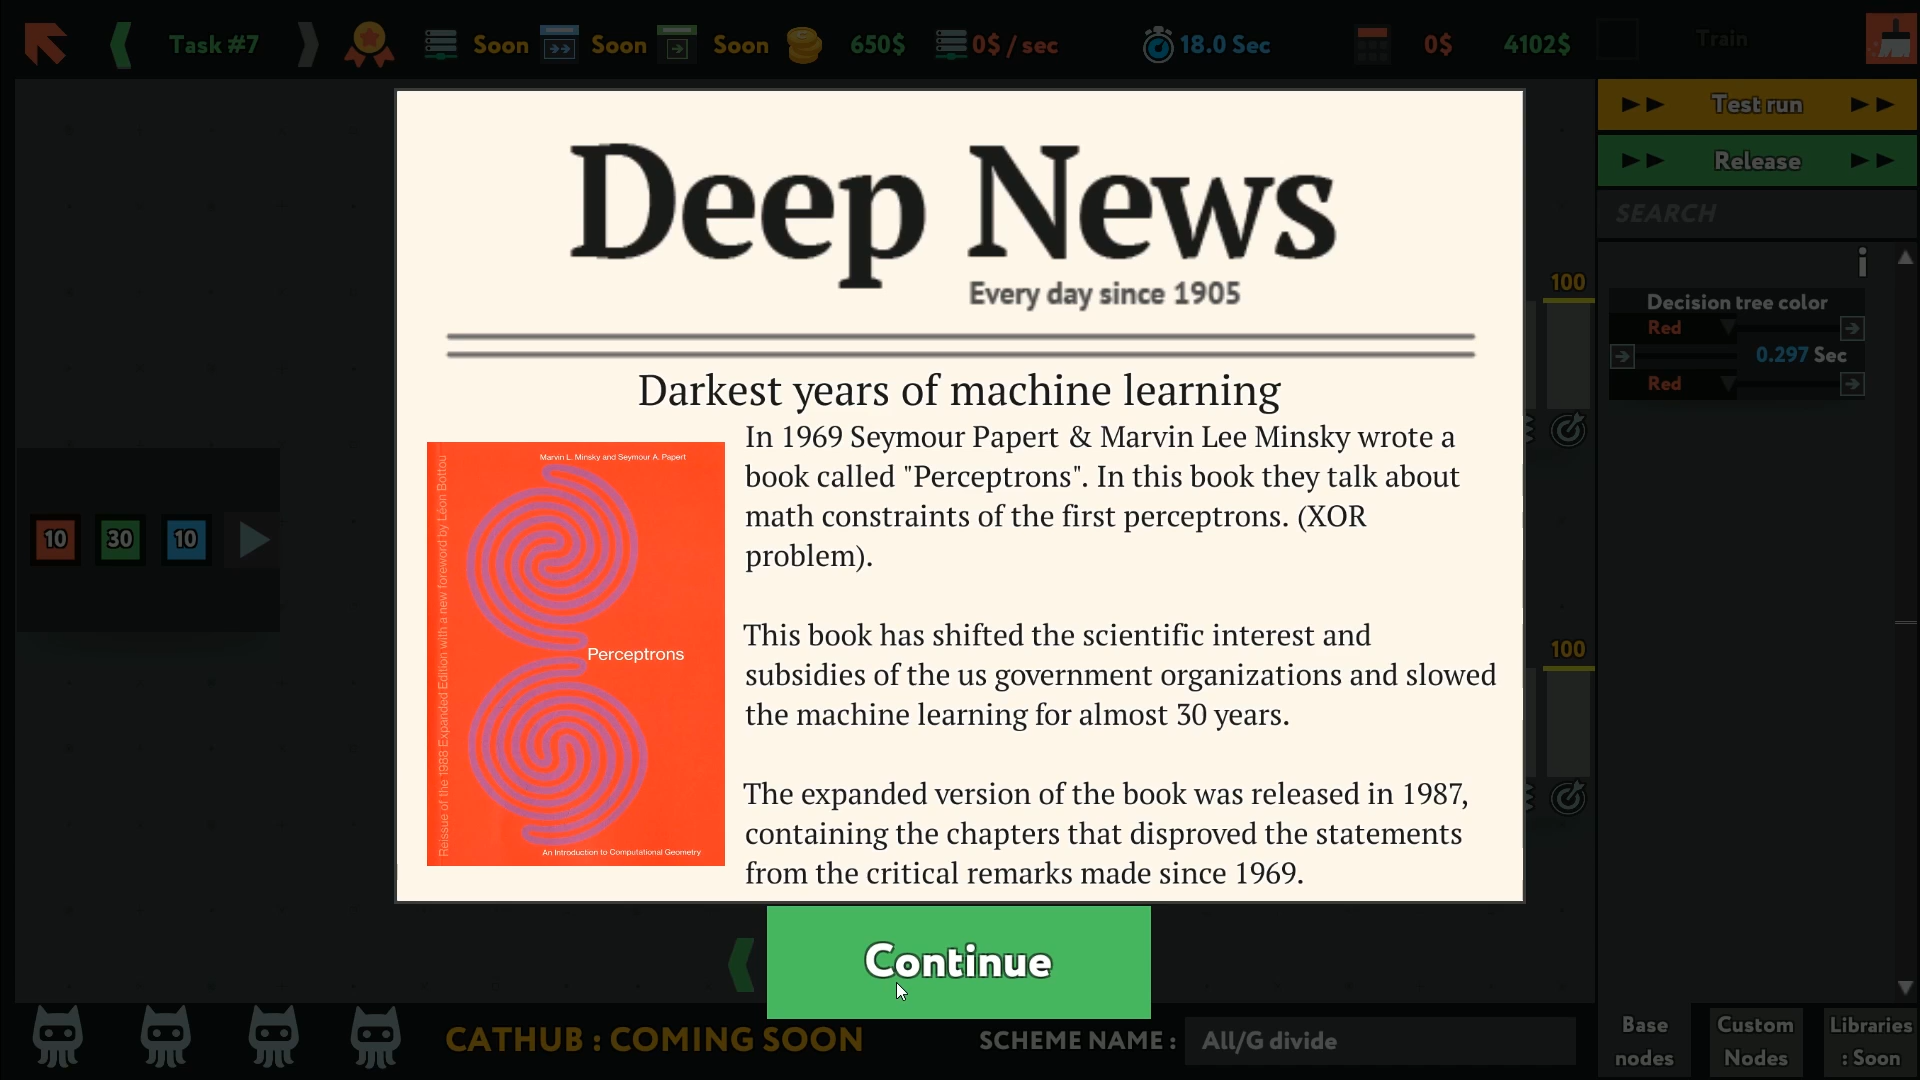 Task #7
Soon
Soon
Soon
650$
0$ / sec
18.0 Sec
0$
4102$
Train
Test run
Release
SEARCH
Deep News
Every day since 1905
Darkest years of machine learning
In 1969 Seymour Papert & Marvin Lee Minsky wrote a
book called "Perceptrons". In this book they talk about
math constraints of the first perceptrons. (XOR
problem).
This book has shifted the scientific interest and
subsidies of the us government organizations and slowed
the machine learning for almost 30 years.
The expanded version of the book was released in 1987,
containing the chapters that disproved the statements
from the critical remarks made since 1969.
Marvin L. Minsky and Seymour A. Papert
Reissue of the 1988 Expanded Edition with a new foreword by Léon Bottou
Perceptrons
An Introduction to Computational Geometry
10
30
10
100
100
i
Decision tree color
Red
0.297 Sec
Red
Continue
CATHUB : COMING SOON
SCHEME NAME :
All/G divide
Base
nodes
Custom
Nodes
Libraries
: Soon